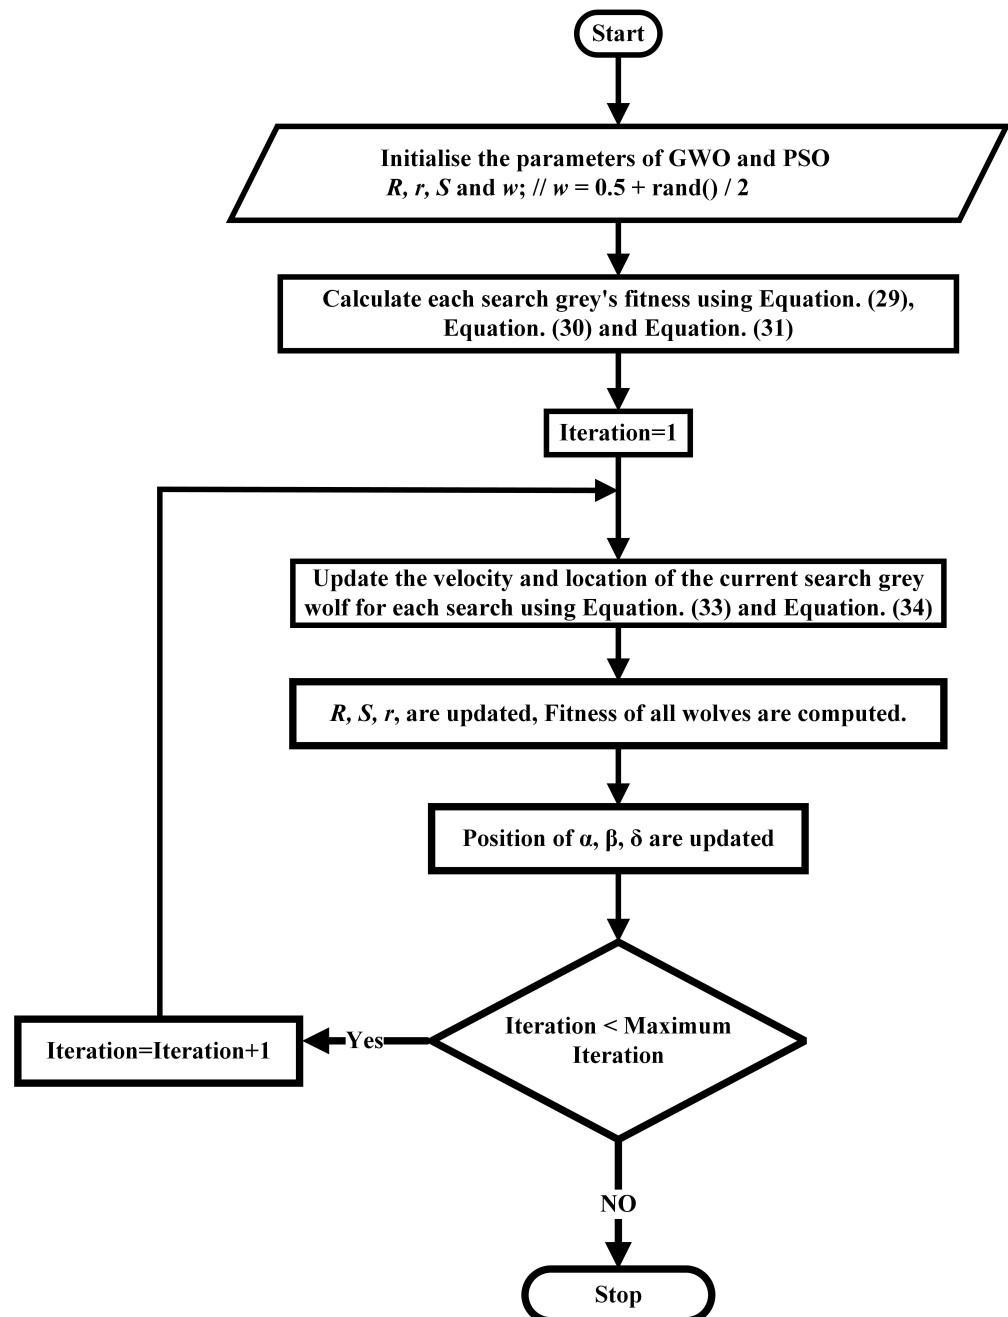 Start
Initialise the parameters of GWO and PSO
R, r, S and w; // w = 0.5 + rand() / 2
Calculate each search grey's fitness using Equation. (29),
Equation. (30) and Equation. (31)
Iteration=1
Update the velocity and location of the current search grey
wolf for each search using Equation. (33) and Equation. (34)
R, S, r, are updated, Fitness of all wolves are computed.
Position of α, β, δ are updated
Iteration < Maximum
Iteration
Yes
Iteration=Iteration+1
NO
Stop